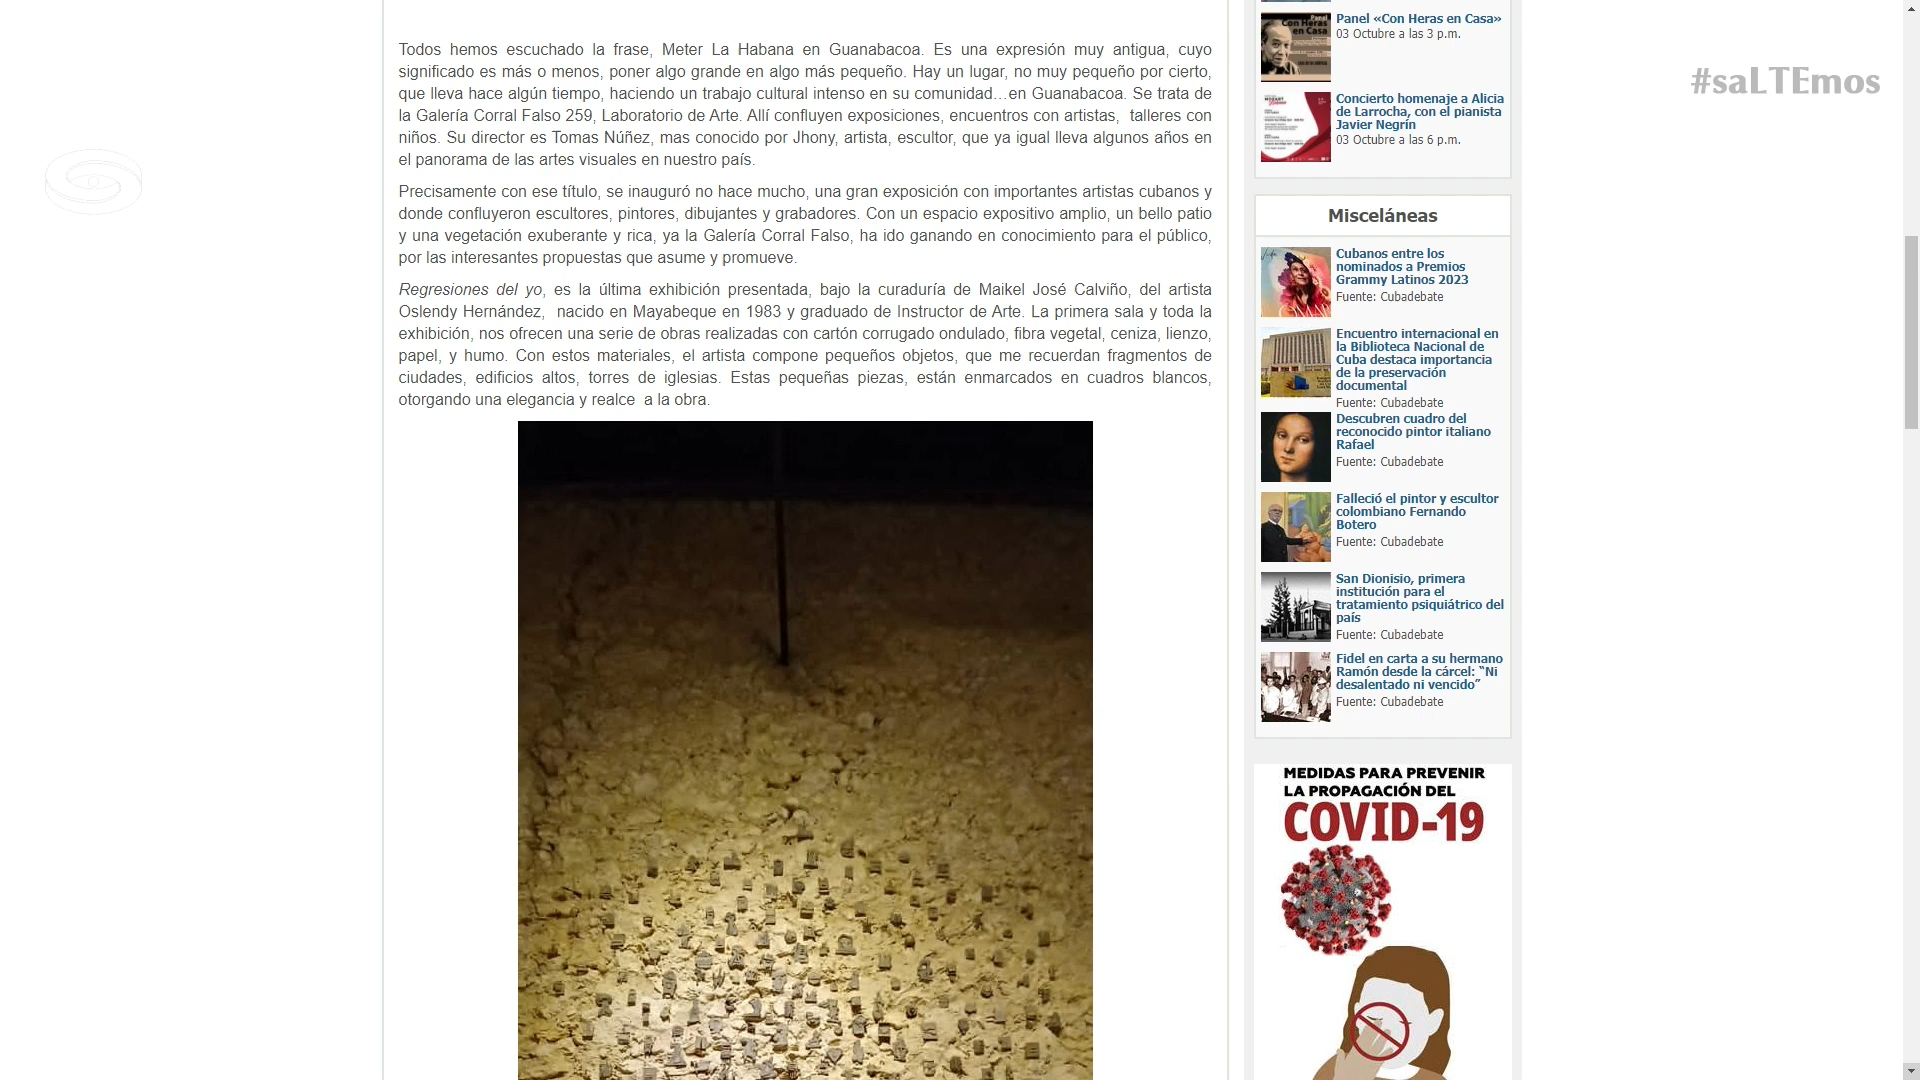 Todos hemos escuchado la frase, Meter La Habana en Guanabacoa. Es una expresión muy antigua, cuyo
significado es más o menos, poner algo grande en algo más pequeño. Hay un lugar, no muy pequeño por cierto,
que lleva hace algún tiempo, haciendo un trabajo cultural intenso en su comunidad…en Guanabacoa. Se trata de
la Galería Corral Falso 259, Laboratorio de Arte. Allí confluyen exposiciones, encuentros con artistas,  talleres con
niños. Su director es Tomas Núñez, mas conocido por Jhony, artista, escultor, que ya igual lleva algunos años en
el panorama de las artes visuales en nuestro país.
Precisamente con ese título, se inauguró no hace mucho, una gran exposición con importantes artistas cubanos y
donde confluyeron escultores, pintores, dibujantes y grabadores. Con un espacio expositivo amplio, un bello patio
y una vegetación exuberante y rica, ya la Galería Corral Falso, ha ido ganando en conocimiento para el público,
por las interesantes propuestas que asume y promueve.
Regresiones del yo, es la última exhibición presentada, bajo la curaduría de Maikel José Calviño, del artista
Oslendy Hernández,  nacido en Mayabeque en 1983 y graduado de Instructor de Arte. La primera sala y toda la
exhibición, nos ofrecen una serie de obras realizadas con cartón corrugado ondulado, fibra vegetal, ceniza, lienzo,
papel, y humo. Con estos materiales, el artista compone pequeños objetos, que me recuerdan fragmentos de
ciudades, edificios altos, torres de iglesias. Estas pequeñas piezas, están enmarcados en cuadros blancos,
otorgando una elegancia y realce  a la obra.
Panel
Con Heras
en Casa
Panel «Con Heras en Casa»
03 Octubre a las 3 p.m.
Concierto homenaje a Alicia
de Larrocha, con el pianista
Javier Negrín
03 Octubre a las 6 p.m.
Misceláneas
Cubanos entre los
nominados a Premios
Grammy Latinos 2023
Fuente: Cubadebate
Encuentro internacional en
la Biblioteca Nacional de
Cuba destaca importancia
de la preservación
documental
Fuente: Cubadebate
Descubren cuadro del
reconocido pintor italiano
Rafael
Fuente: Cubadebate
Falleció el pintor y escultor
colombiano Fernando
Botero
Fuente: Cubadebate
San Dionisio, primera
institución para el
tratamiento psiquiátrico del
país
Fuente: Cubadebate
Fidel en carta a su hermano
Ramón desde la cárcel: “Ni
desalentado ni vencido”
Fuente: Cubadebate
MEDIDAS PARA PREVENIR
LA PROPAGACIÓN DEL
COVID-19
#saLTEmos